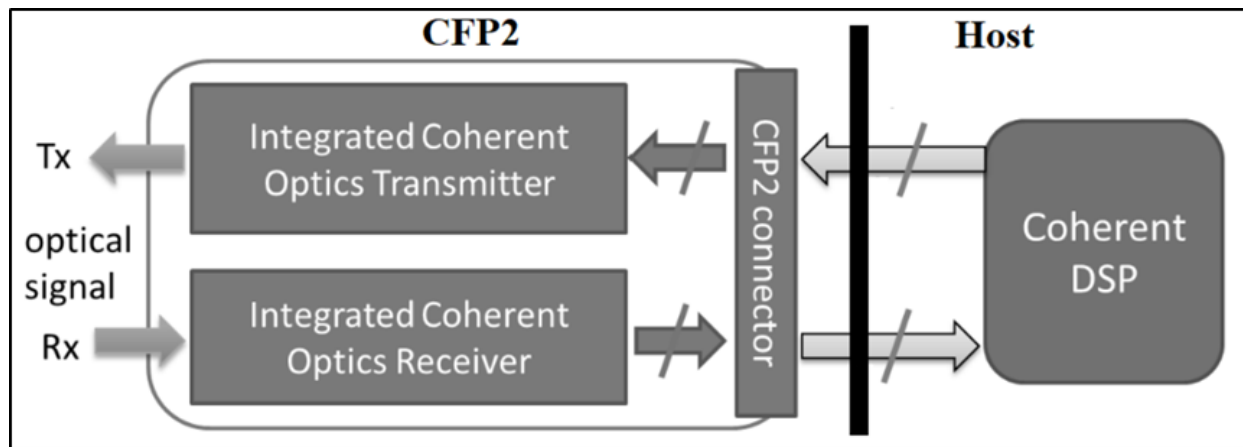 CFP2
Host
Tx
optical
signal
Rx
Integrated Coherent
Optics Transmitter
Integrated Coherent
Optics Receiver
CFP2 connector
Coherent
DSP